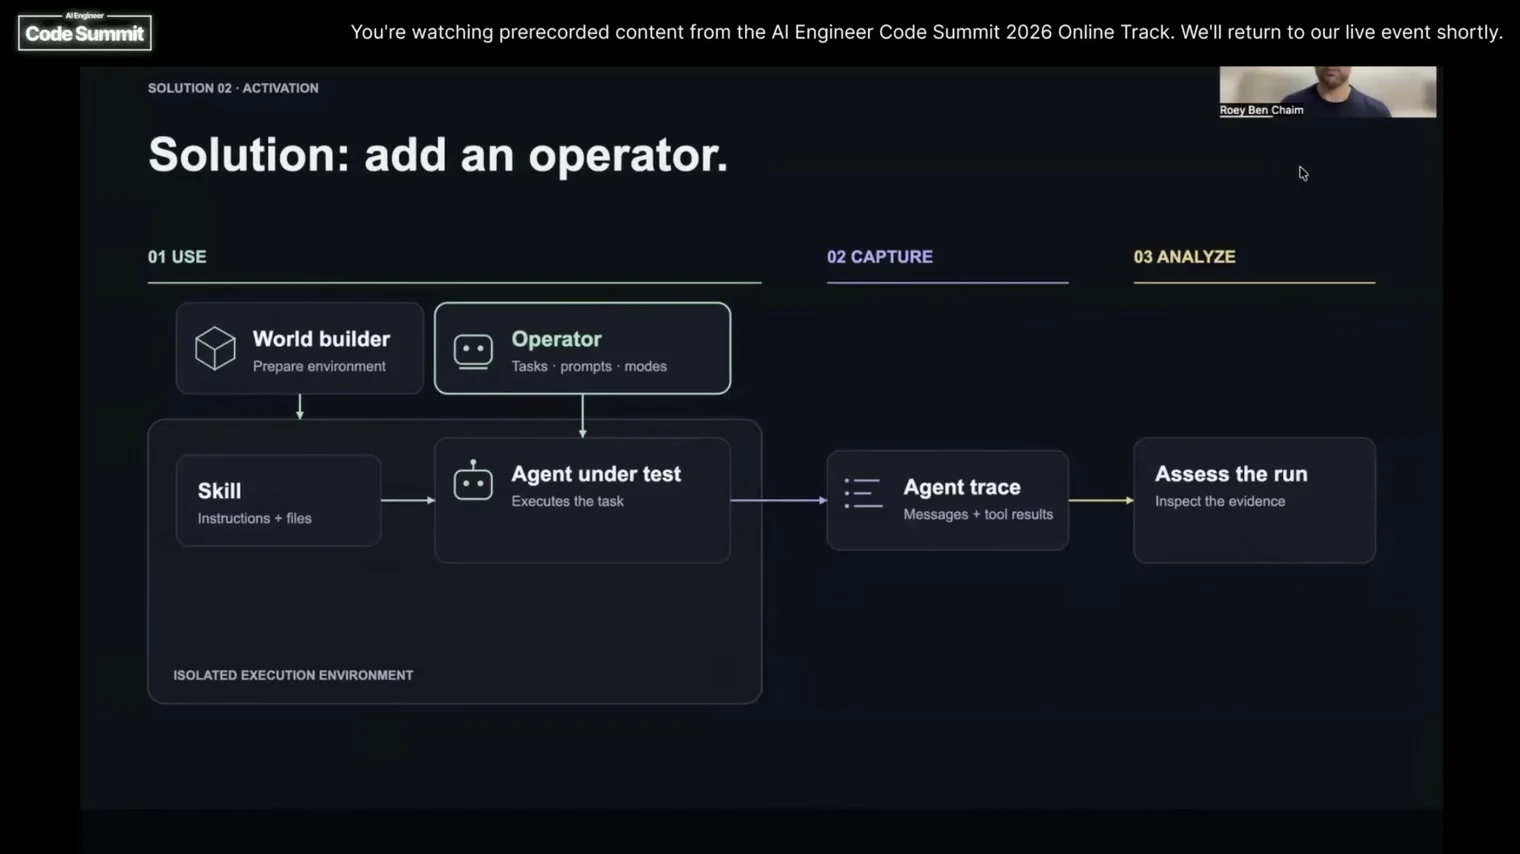 AI Engineer
Code Summit
You're watching prerecorded content from the AI Engineer Code Summit 2026 Online Track. We'll return to our live event shortly.
SOLUTION 02 · ACTIVATION
Roey Ben Chaim
Solution: add an operator.
01 USE
02 CAPTURE
03 ANALYZE
World builder
Prepare environment
Operator
Tasks · prompts · modes
Skill
Instructions + files
Agent under test
Executes the task
Agent trace
Messages + tool results
Assess the run
Inspect the evidence
ISOLATED EXECUTION ENVIRONMENT